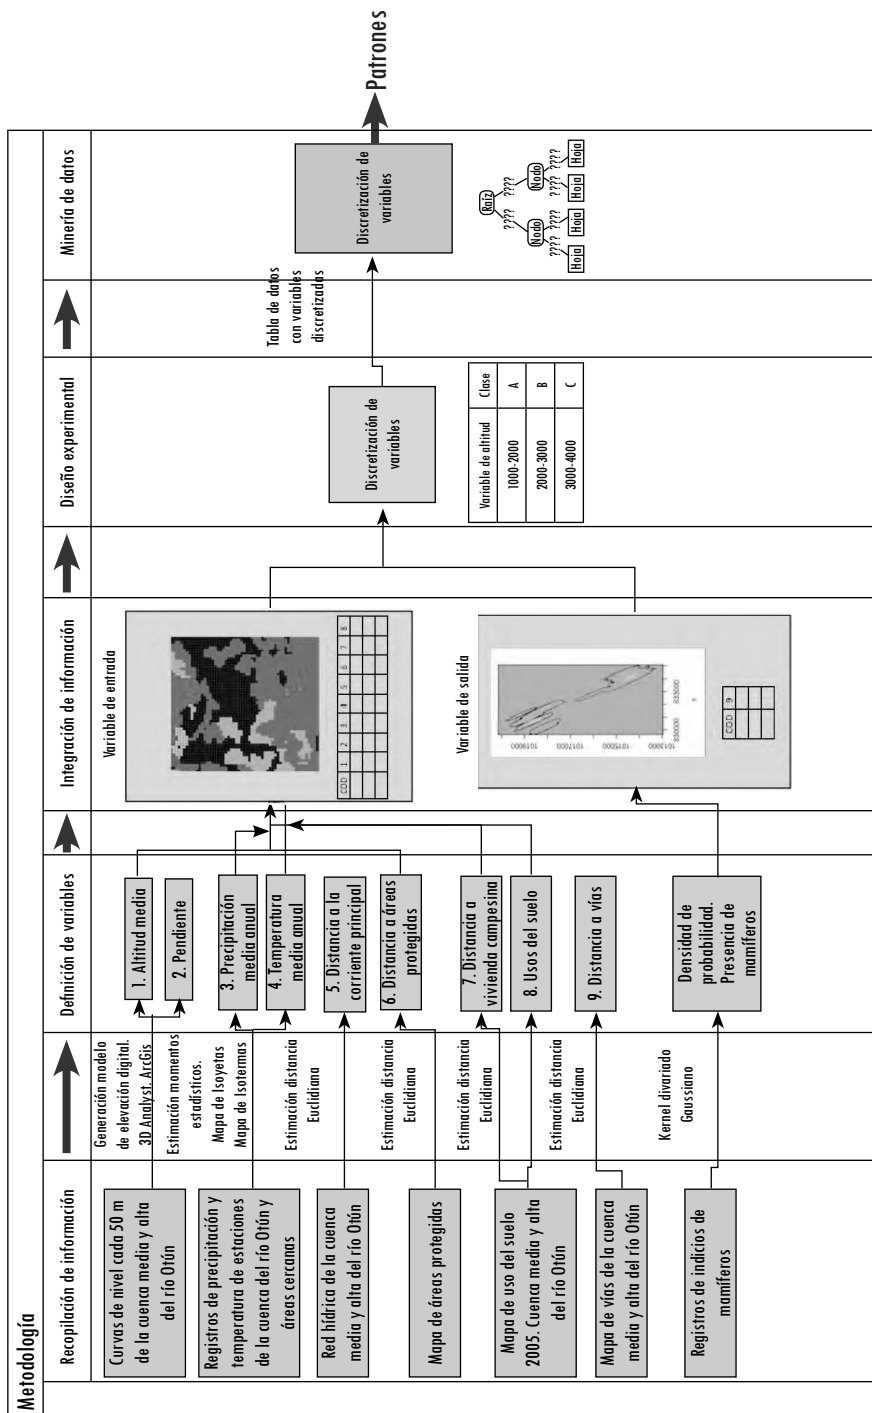 Metodología
Recopilación de información
Definición de variables
Integración de información
Diseño experimental
Minería de datos
Curvas de nivel cada 50 m
de la cuenca media y alta
del río Otún
Registros de precipitación y
temperatura de estaciones
de la cuenca del río Otún y
áreas cercanas
Red hídrica de la cuenca
media y alta del río Otún
Mapa de áreas protegidas
Mapa de uso del suelo
2005. Cuenca media y alta
del río Otún
Mapa de vías de la cuenca
media y alta del río Otún
Registros de indicios de
mamíferos
Generación modelo
de elevación digital.
3D Analyst. ArcGis
Estimación momentos
estadísticos.
Mapa de Isoyetas
Mapa de Isotermas
Estimación distancia
Euclidiana
Estimación distancia
Euclidiana
Estimación distancia
Euclidiana
Estimación distancia
Euclidiana
Kernel divariado
Gaussiano
1. Altitud media
2. Pendiente
3. Precipitación
media anual
4. Temperatura
media anual
5. Distancia a la
corriente principal
6. Distancia a áreas
protegidas
7. Distancia a
vivienda campesina
8. Usos del suelo
9. Distancia a vías
Densidad de
probabilidad.
Presencia de
mamíferos
Variable de entrada
COD 1 2 3 4 5 6 7 8
Variable de salida
1019000
1017000
1015000
1013000
830000 833000
x
COD 9
Discretización de
variables
Variable de altitud Clase
1000-2000 A
2000-3000 B
3000-4000 C
Tabla de datos
con variables
discretizadas
Discretización de
variables
Raíz
???? ????
Nodo Nodo
???? ???? ???? ????
Hoja Hoja Hoja Hoja
Patrones